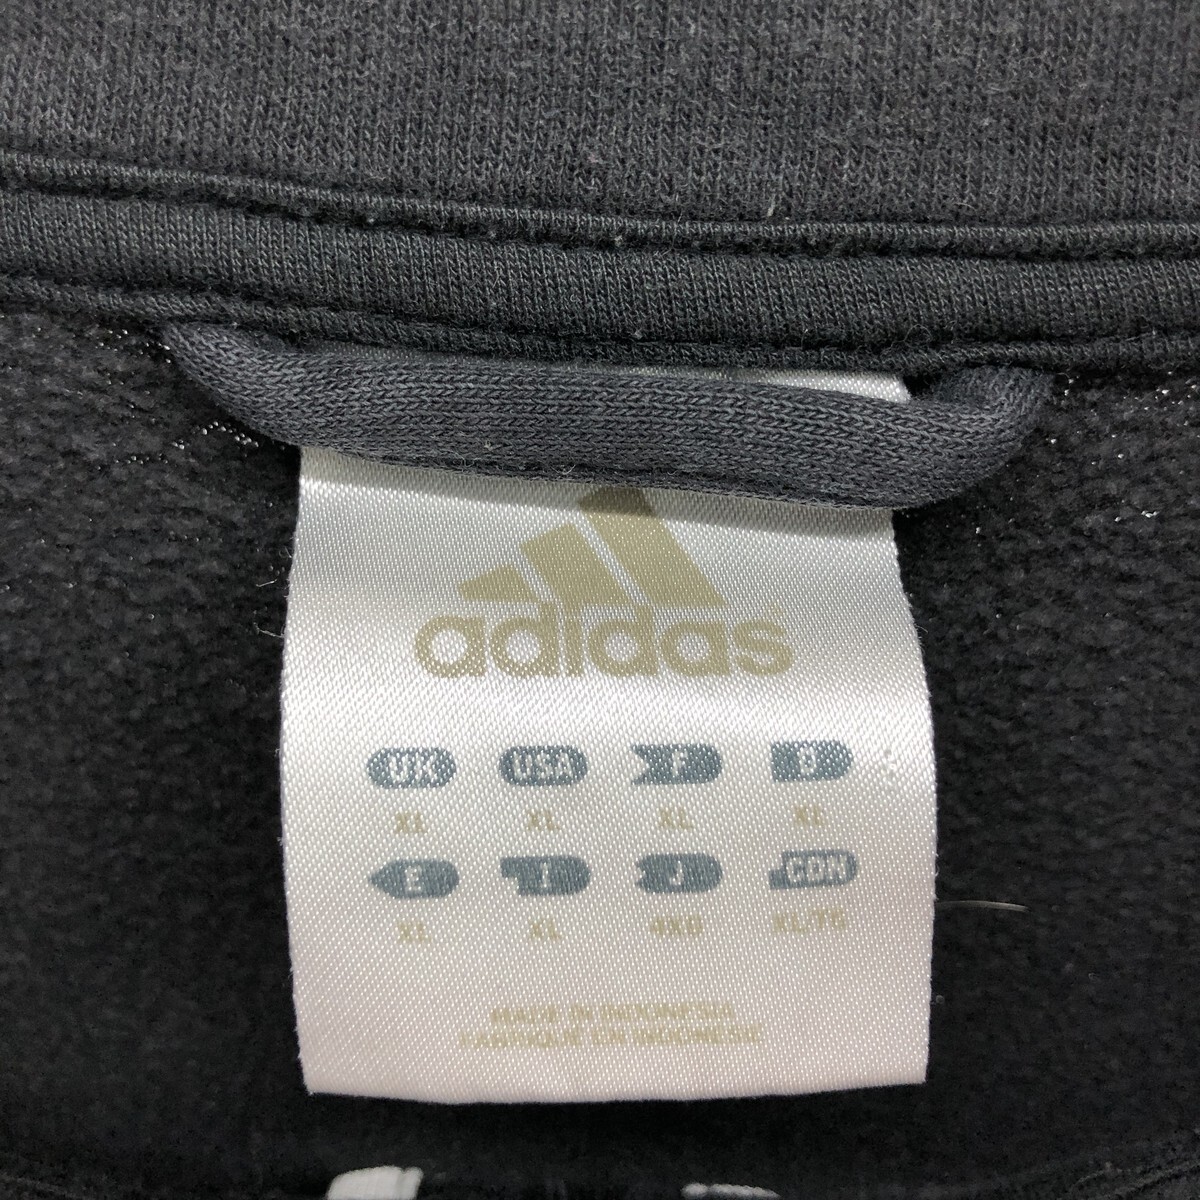 adidas
UK USA F D
XL XL XL XL
E I J CDN
XL XL 4XO XL/TG
MADE IN INDONESIA
FABRIQUE EN INDONESIE